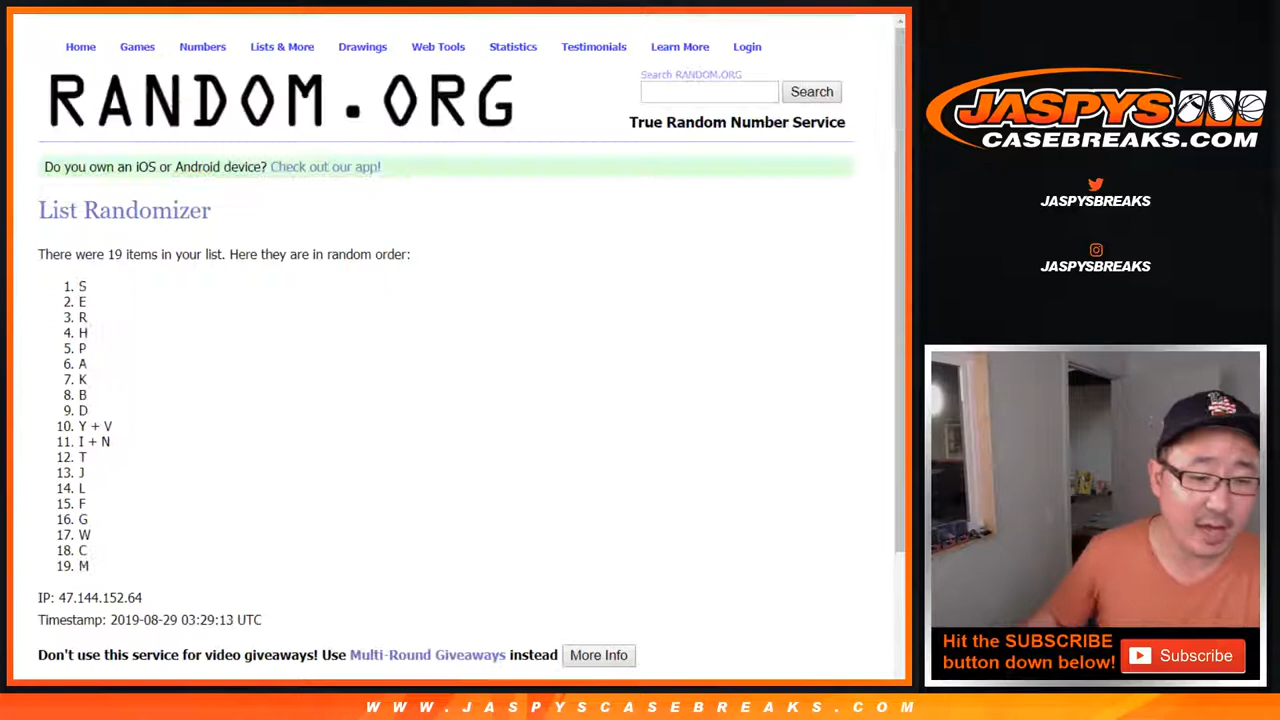 Home Games Numbers Lists & More Drawings Web Tools Statistics Testimonials Learn More Login
RANDOM.ORG
Search RANDOM.ORG
Search
True Random Number Service
Do you own an iOS or Android device? Check out our app!
List Randomizer
There were 19 items in your list. Here they are in random order:
1. S
2. E
3. R
4. H
5. P
6. A
7. K
8. B
9. D
10. Y + V
11. I + N
12. T
13. J
14. L
15. F
16. G
17. W
18. C
19. M
IP: 47.144.152.64
Timestamp: 2019-08-29 03:29:13 UTC
Don't use this service for video giveaways! Use Multi-Round Giveaways instead More Info
JASPYS
CASEBREAKS.COM
JASPYSBREAKS
JASPYSBREAKS
Hit the SUBSCRIBE
button down below!
Subscribe
WWW.JASPYSCASEBREAKS.COM